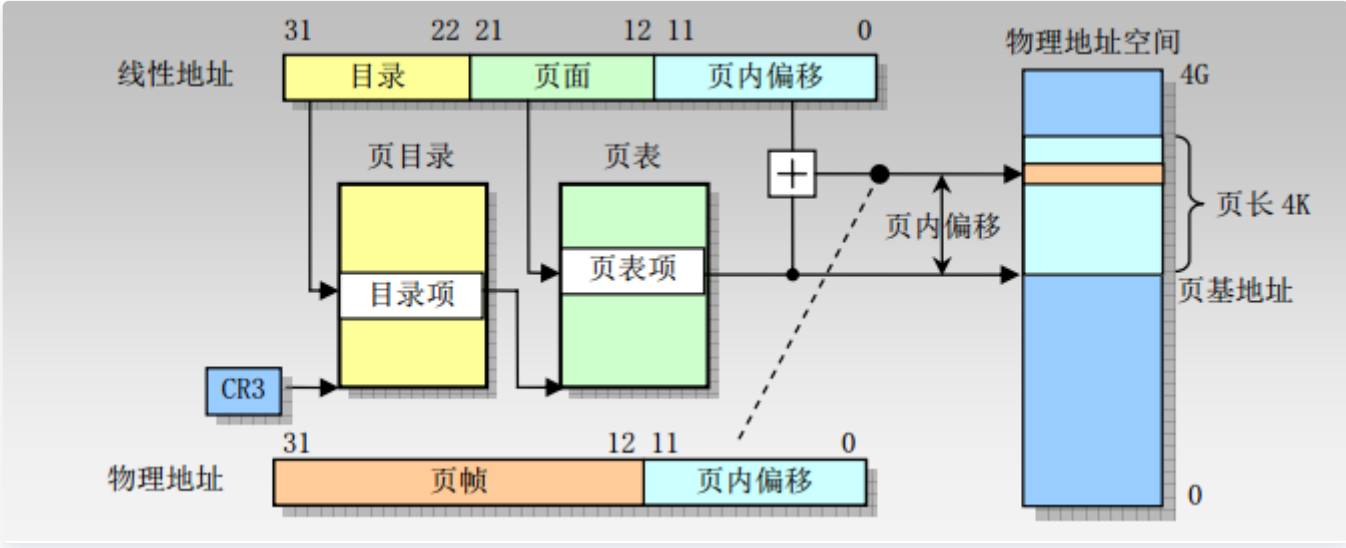 31 22 21 12 11 0
线性地址 目录 页面 页内偏移
物理地址空间
4G
页目录 页表
页长 4K
页内偏移
目录项 页表项
页基地址
CR3
31 12 11 0
物理地址 页帧 页内偏移
0